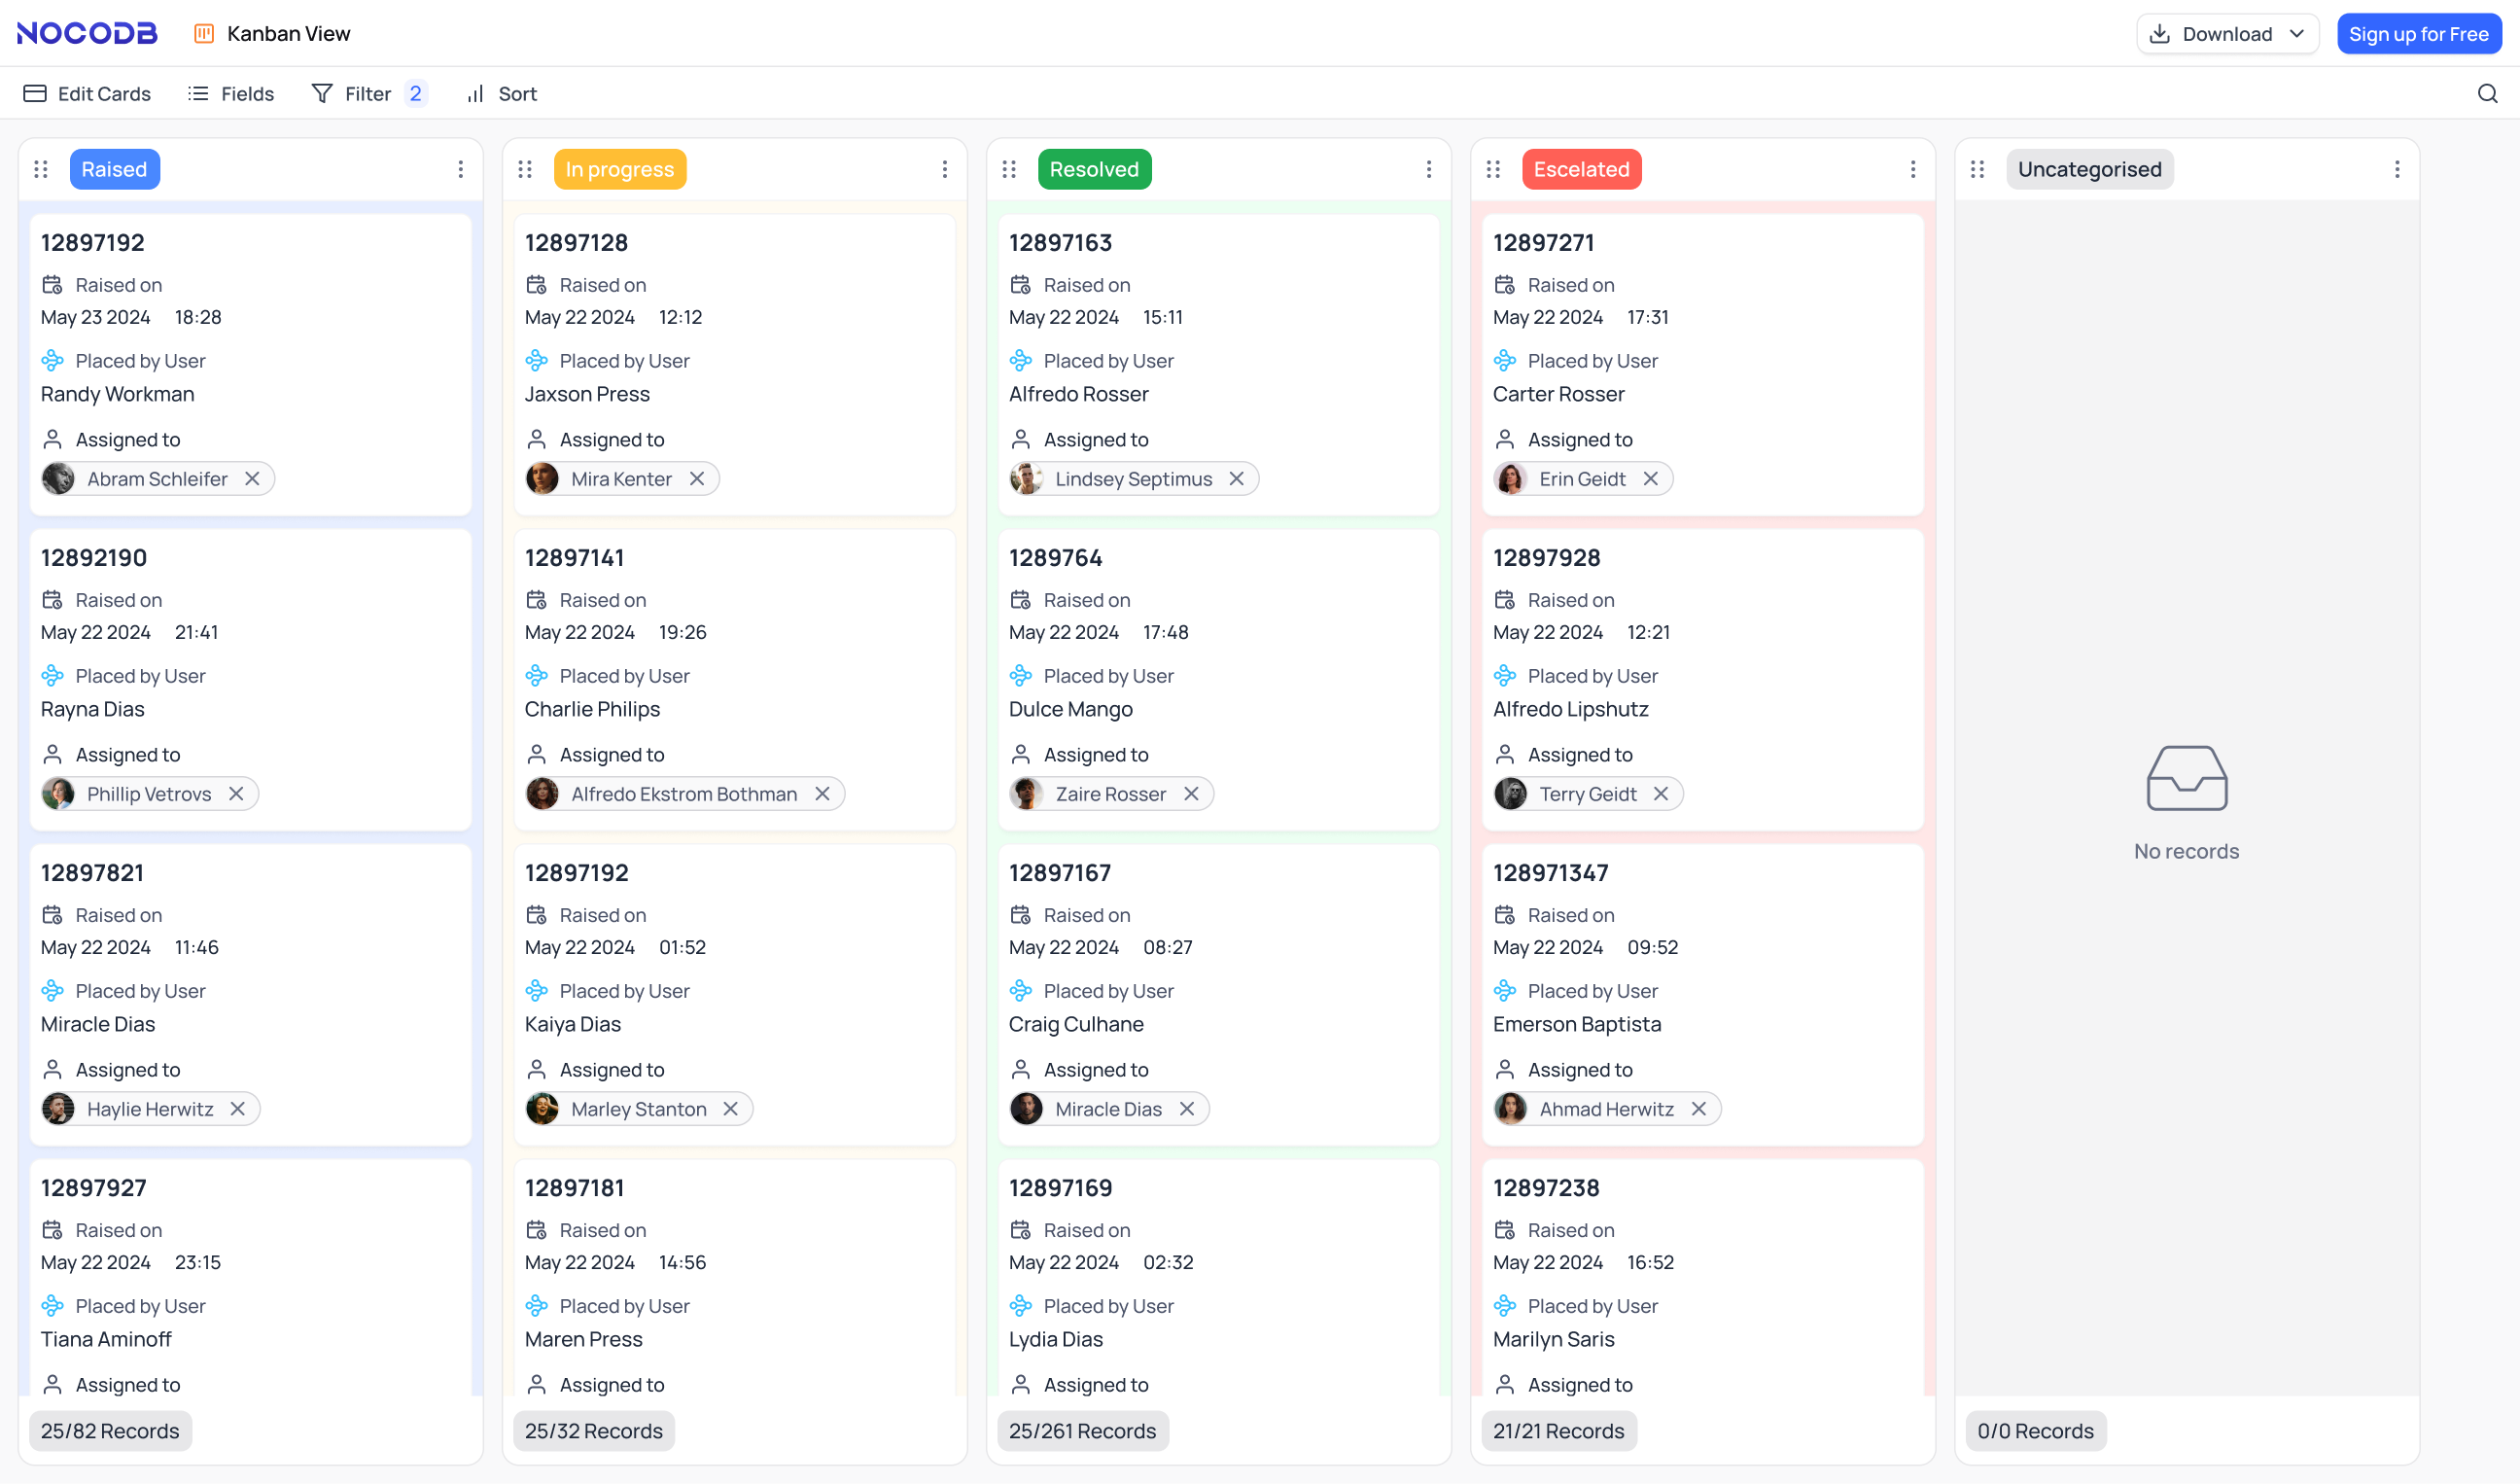 NOCODB
Kanban View
Download
Sign up for Free
Edit Cards
Fields
Filter 2
Sort
Raised
12897192
Raised on
May 23 2024 18:28
Placed by User
Randy Workman
Assigned to
Abram Schleifer
12892190
Raised on
May 22 2024 21:41
Placed by User
Rayna Dias
Assigned to
Phillip Vetrovs
12897821
Raised on
May 22 2024 11:46
Placed by User
Miracle Dias
Assigned to
Haylie Herwitz
12897927
Raised on
May 22 2024 23:15
Placed by User
Tiana Aminoff
Assigned to
25/82 Records
In progress
12897128
Raised on
May 22 2024 12:12
Placed by User
Jaxson Press
Assigned to
Mira Kenter
12897141
Raised on
May 22 2024 19:26
Placed by User
Charlie Philips
Assigned to
Alfredo Ekstrom Bothman
12897192
Raised on
May 22 2024 01:52
Placed by User
Kaiya Dias
Assigned to
Marley Stanton
12897181
Raised on
May 22 2024 14:56
Placed by User
Maren Press
Assigned to
25/32 Records
Resolved
12897163
Raised on
May 22 2024 15:11
Placed by User
Alfredo Rosser
Assigned to
Lindsey Septimus
1289764
Raised on
May 22 2024 17:48
Placed by User
Dulce Mango
Assigned to
Zaire Rosser
12897167
Raised on
May 22 2024 08:27
Placed by User
Craig Culhane
Assigned to
Miracle Dias
12897169
Raised on
May 22 2024 02:32
Placed by User
Lydia Dias
Assigned to
25/261 Records
Escelated
12897271
Raised on
May 22 2024 17:31
Placed by User
Carter Rosser
Assigned to
Erin Geidt
12897928
Raised on
May 22 2024 12:21
Placed by User
Alfredo Lipshutz
Assigned to
Terry Geidt
128971347
Raised on
May 22 2024 09:52
Placed by User
Emerson Baptista
Assigned to
Ahmad Herwitz
12897238
Raised on
May 22 2024 16:52
Placed by User
Marilyn Saris
Assigned to
21/21 Records
Uncategorised
No records
0/0 Records